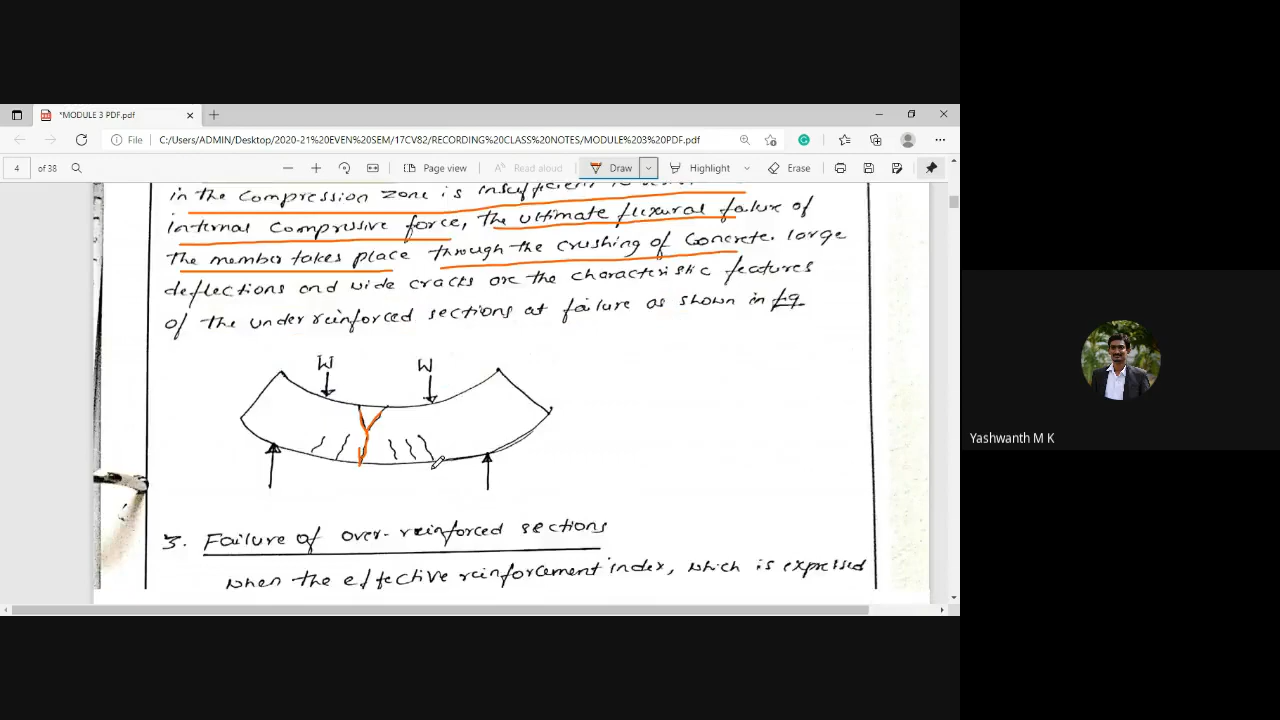 *MODULE 3 PDF.pdf
File C:/Users/ADMIN/Desktop/2020-21%20EVEN%20SEM/17CV82/RECORDING%20CLASS%20NOTES/MODULE%203%20PDF.pdf
4 of 38 Page view Read aloud Draw Highlight Erase
in the compression zone is insufficient
internal compressive force, the ultimate flexural failure of
the member takes place through the crushing of concrete. large
deflections and wide cracks are the characteristic features
of the under reinforced sections at failure as shown in fig
W W
3. Failure of over-reinforced sections
when the effective reinforcement index, which is expressed
Yashwanth M K